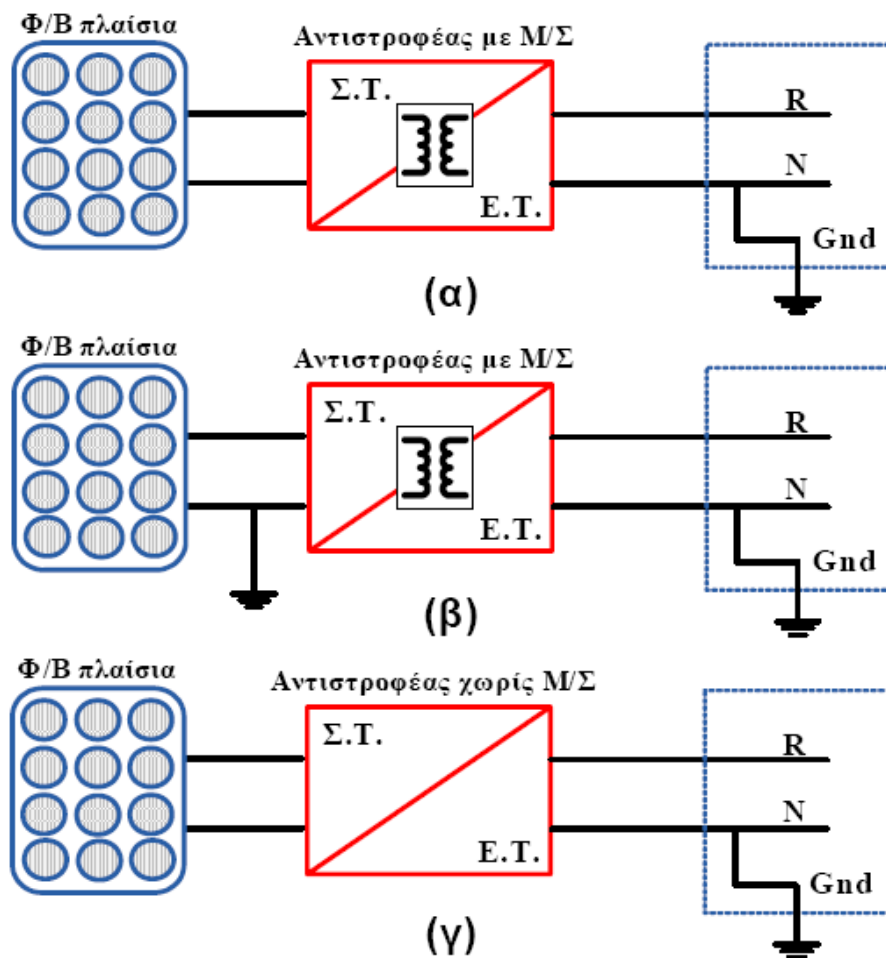 Φ/Β πλαίσια
Αντιστροφέας με Μ/Σ
Σ.Τ.
R
N
Ε.Τ.
Gnd
(α)
Φ/Β πλαίσια
Αντιστροφέας με Μ/Σ
Σ.Τ.
R
N
Ε.Τ.
Gnd
(β)
Φ/Β πλαίσια
Αντιστροφέας χωρίς Μ/Σ
Σ.Τ.
R
N
Ε.Τ.
Gnd
(γ)